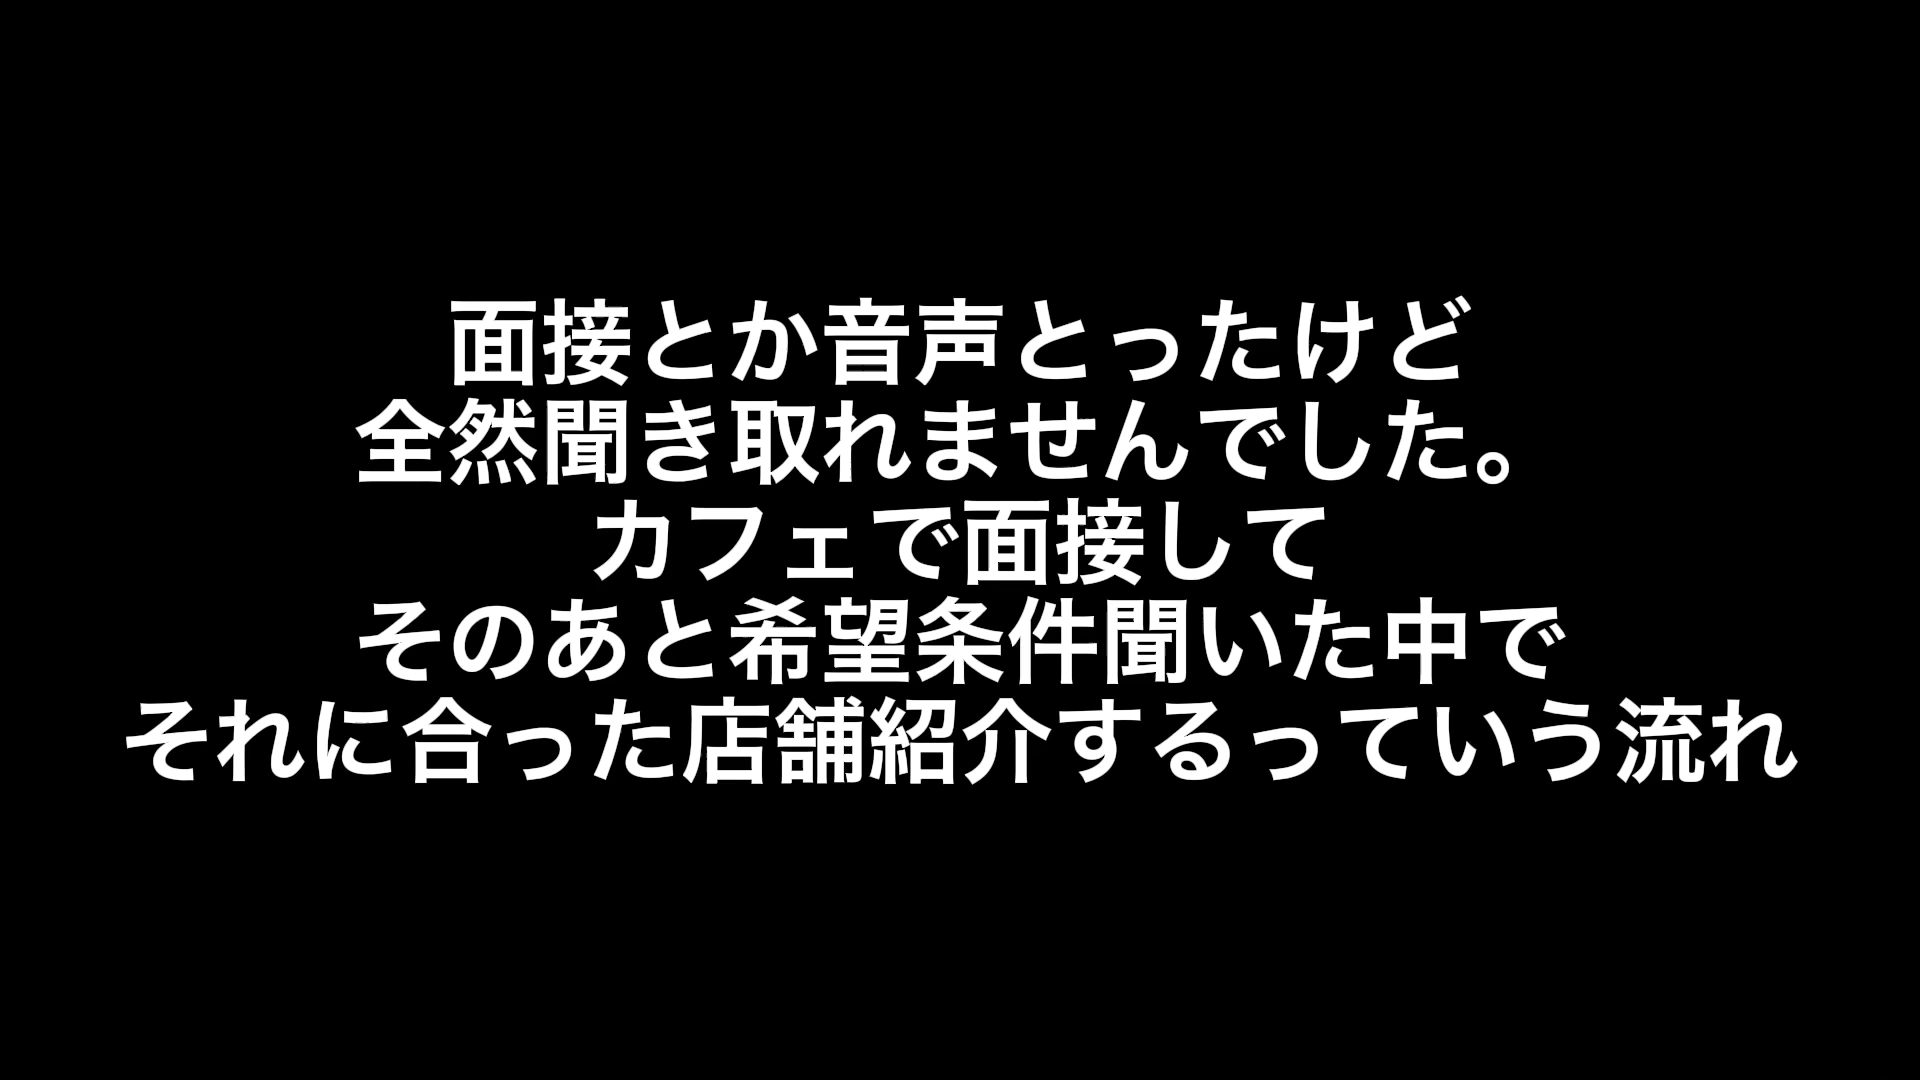 面接とか音声とったけど
全然聞き取れませんでした。
カフェで面接して
そのあと希望条件聞いた中で
それに合った店舗紹介するっていう流れ